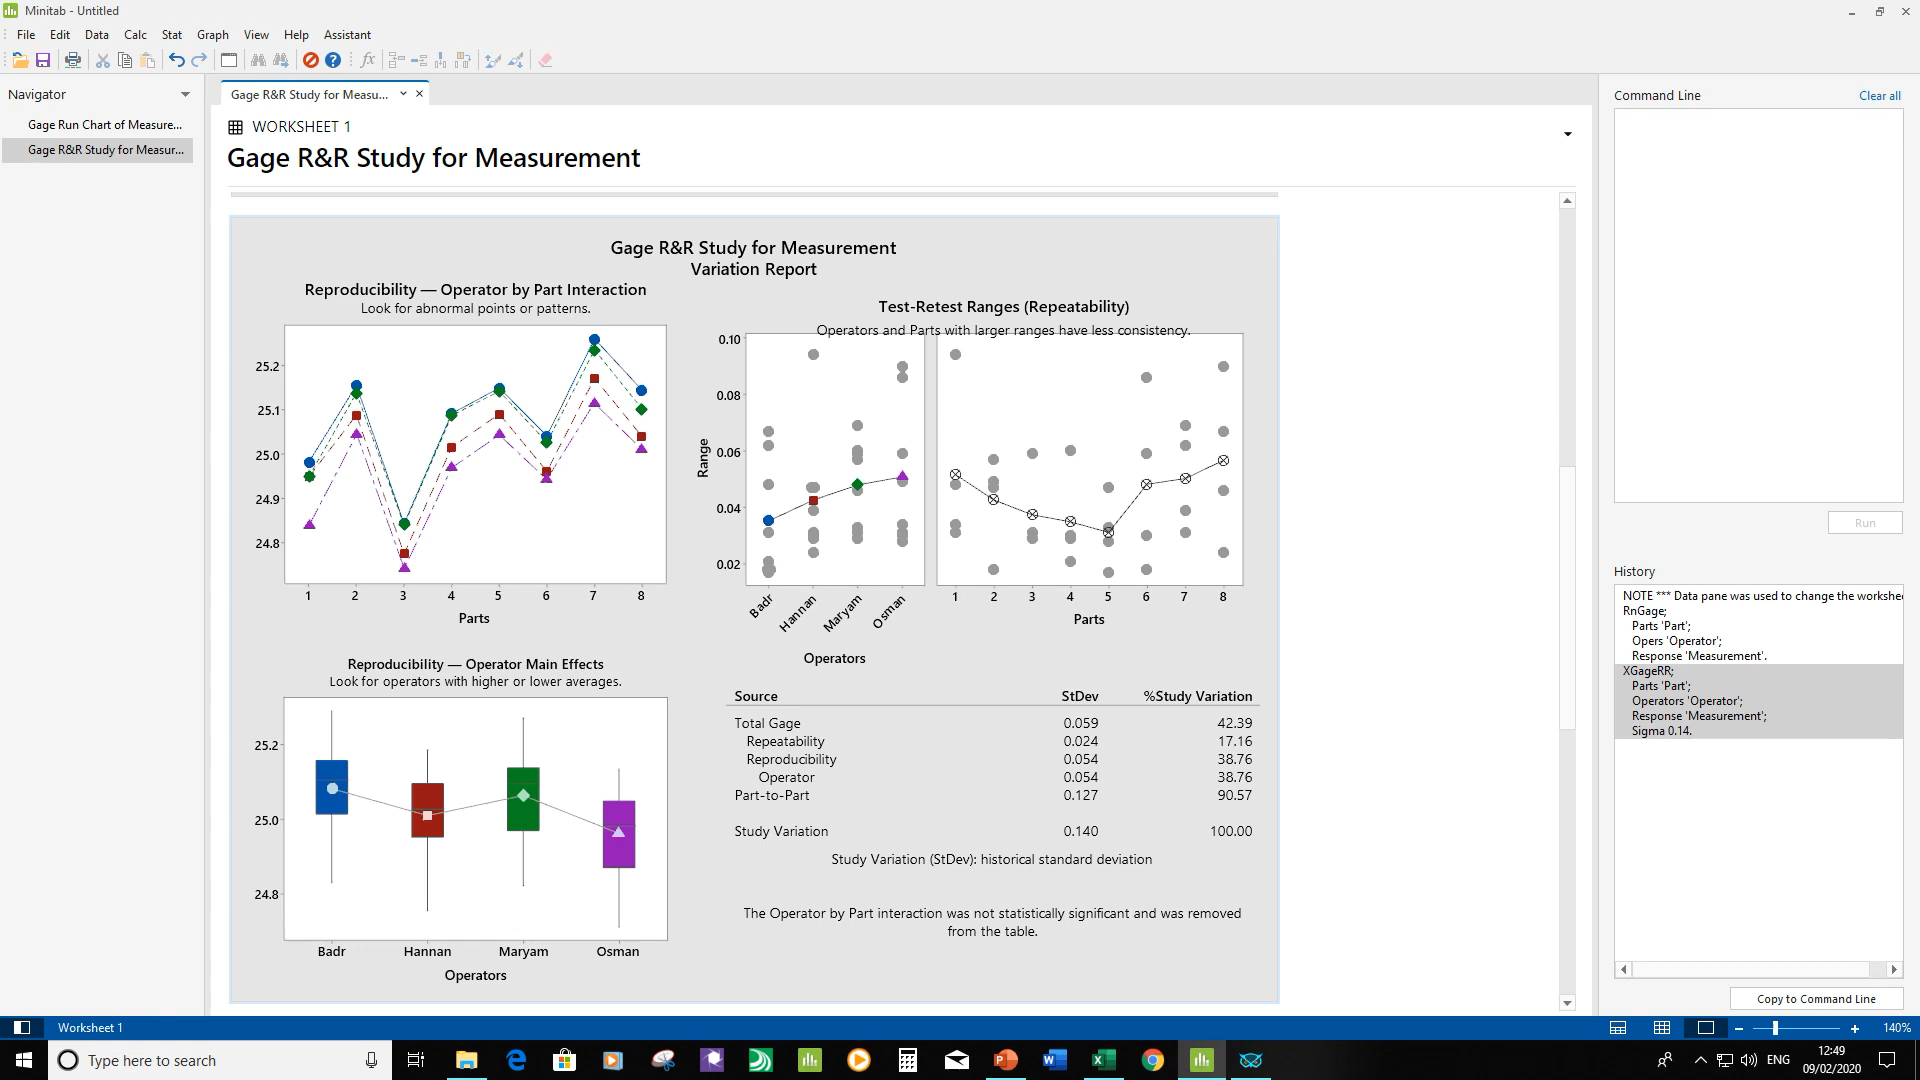 Minitab - Untitled
File Edit Data Calc Stat Graph View Help Assistant
Navigator
Gage Run Chart of Measure...
Gage R&R Study for Measur...
Gage R&R Study for Measu...
WORKSHEET 1
Gage R&R Study for Measurement
Gage R&R Study for Measurement
Variation Report
Reproducibility — Operator by Part Interaction
Look for abnormal points or patterns.
25.2
25.1
25.0
24.9
24.8
1 2 3 4 5 6 7 8
Parts
Test-Retest Ranges (Repeatability)
Operators and Parts with larger ranges have less consistency.
0.10
0.08
0.06
0.04
0.02
Range
Badr Hannan Maryam Osman
Operators
1 2 3 4 5 6 7 8
Parts
Reproducibility — Operator Main Effects
Look for operators with higher or lower averages.
25.2
25.0
24.8
Badr Hannan Maryam Osman
Operators
Source StDev %Study Variation
Total Gage 0.059 42.39
Repeatability 0.024 17.16
Reproducibility 0.054 38.76
Operator 0.054 38.76
Part-to-Part 0.127 90.57
Study Variation 0.140 100.00
Study Variation (StDev): historical standard deviation
The Operator by Part interaction was not statistically significant and was removed
from the table.
Command Line Clear all
Run
History
NOTE *** Data pane was used to change the workshee
RnGage;
Parts 'Part';
Opers 'Operator';
Response 'Measurement'.
XGageRR;
Parts 'Part';
Operators 'Operator';
Response 'Measurement';
Sigma 0.14.
Copy to Command Line
Worksheet 1
140%
Type here to search
ENG
12:49
09/02/2020